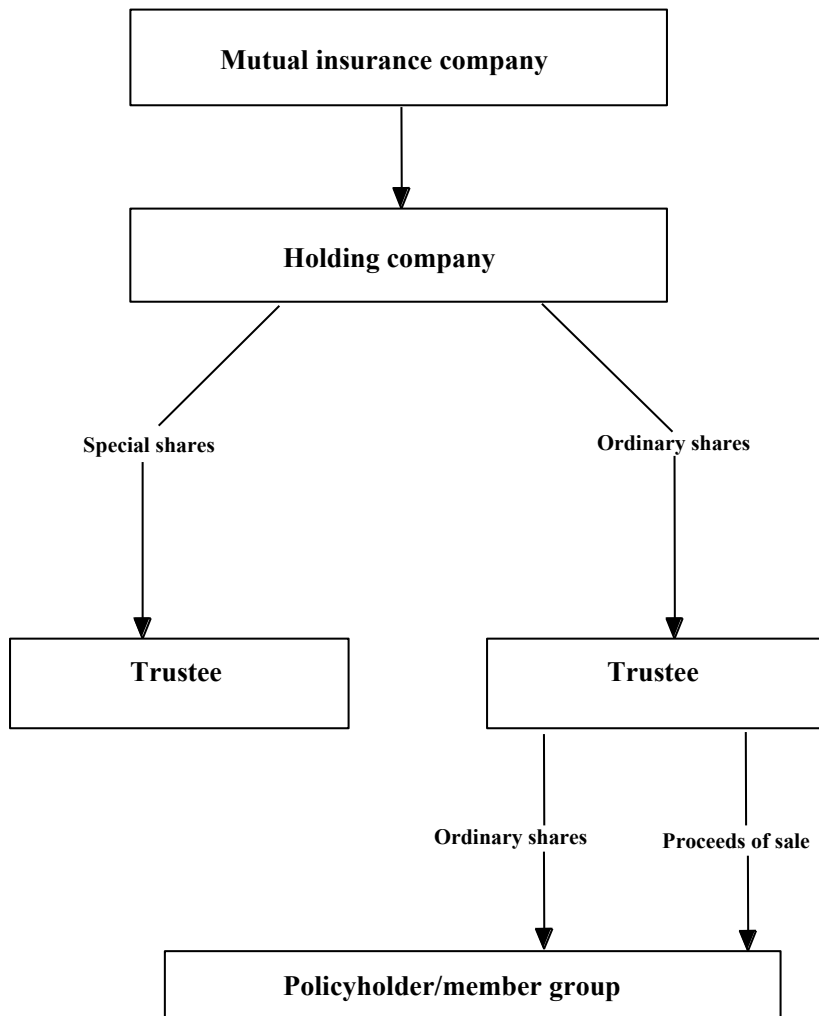 Mutual insurance company
Holding company
Special shares
Ordinary shares
Trustee
Trustee
Ordinary shares
Proceeds of sale
Policyholder/member group